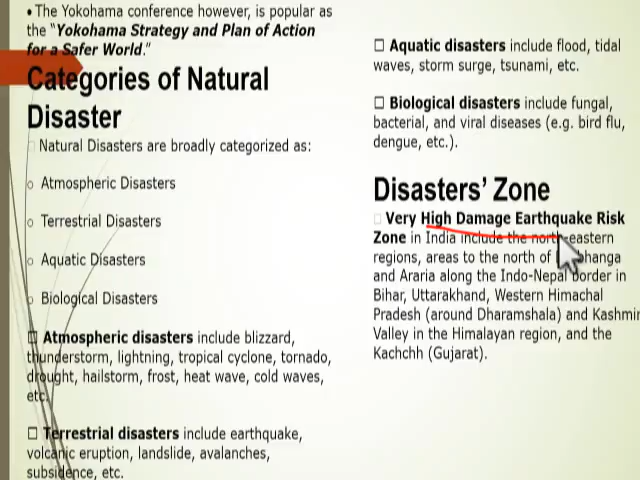 • The Yokohama conference however, is popular as
the "Yokohama Strategy and Plan of Action
for a Safer World."
Categories of Natural
Disaster
Natural Disasters are broadly categorized as:
o Atmospheric Disasters
o Terrestrial Disasters
o Aquatic Disasters
o Biological Disasters
□ Atmospheric disasters include blizzard,
thunderstorm, lightning, tropical cyclone, tornado,
drought, hailstorm, frost, heat wave, cold waves,
etc.
□ Terrestrial disasters include earthquake,
volcanic eruption, landslide, avalanches,
subsidence, etc.
□ Aquatic disasters include flood, tidal
waves, storm surge, tsunami, etc.
□ Biological disasters include fungal,
bacterial, and viral diseases (e.g. bird flu,
dengue, etc.).
Disasters' Zone
□ Very High Damage Earthquake Risk
Zone in India include the north-eastern
regions, areas to the north of
and Araria along the Indo-Nepal border in
Bihar, Uttarakhand, Western Himachal
Pradesh (around Dharamshala) and Kashmir
Valley in the Himalayan region, and the
Kachchh (Gujarat).